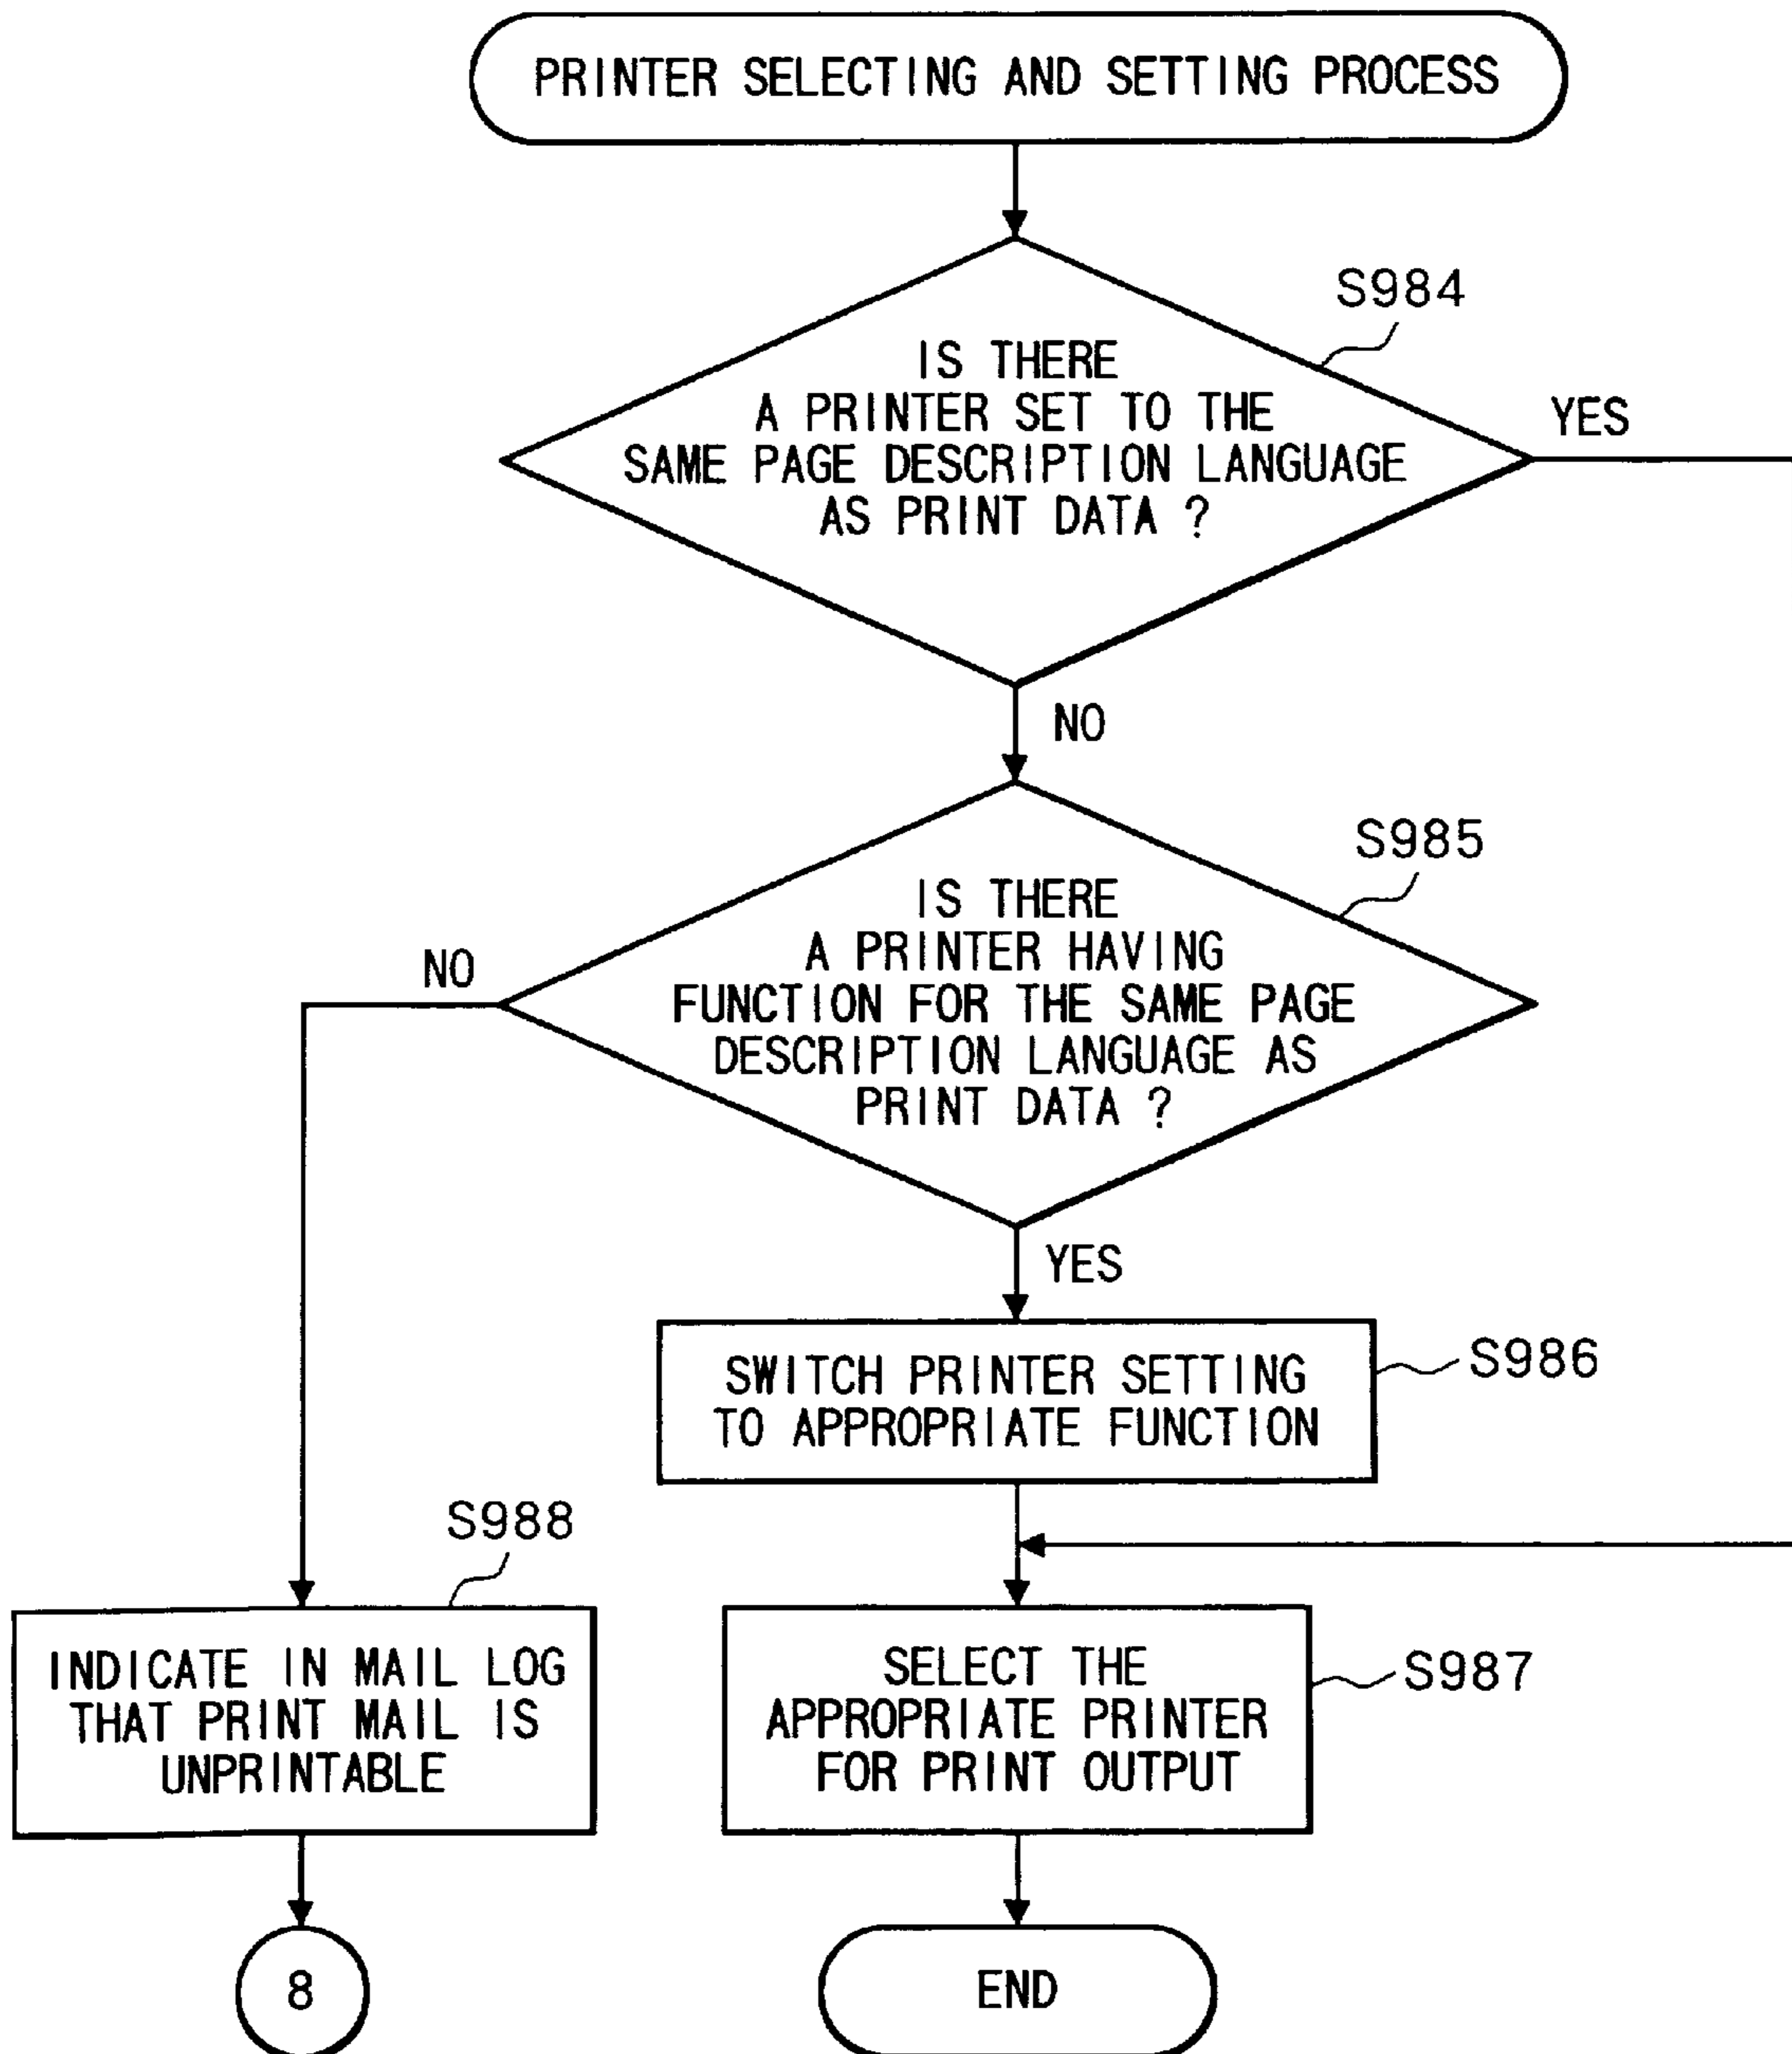 PRINTER SELECTING AND SETTING PROCESS
S984
IS THERE
A PRINTER SET TO THE
SAME PAGE DESCRIPTION LANGUAGE
AS PRINT DATA ?
YES
NO
S985
IS THERE
A PRINTER HAVING
FUNCTION FOR THE SAME PAGE
DESCRIPTION LANGUAGE AS
PRINT DATA ?
NO
YES
SWITCH PRINTER SETTING
TO APPROPRIATE FUNCTION
S986
S988
INDICATE IN MAIL LOG
THAT PRINT MAIL IS
UNPRINTABLE
SELECT THE
APPROPRIATE PRINTER
FOR PRINT OUTPUT
S987
8
END